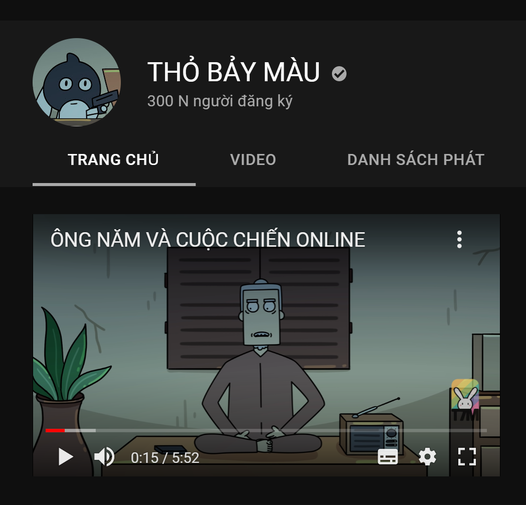 THỎ BẢY MÀU
300 N người đăng ký
TRANG CHỦ VIDEO DANH SÁCH PHÁT
ÔNG NĂM VÀ CUỘC CHIẾN ONLINE
T7M
0:15 / 5:52